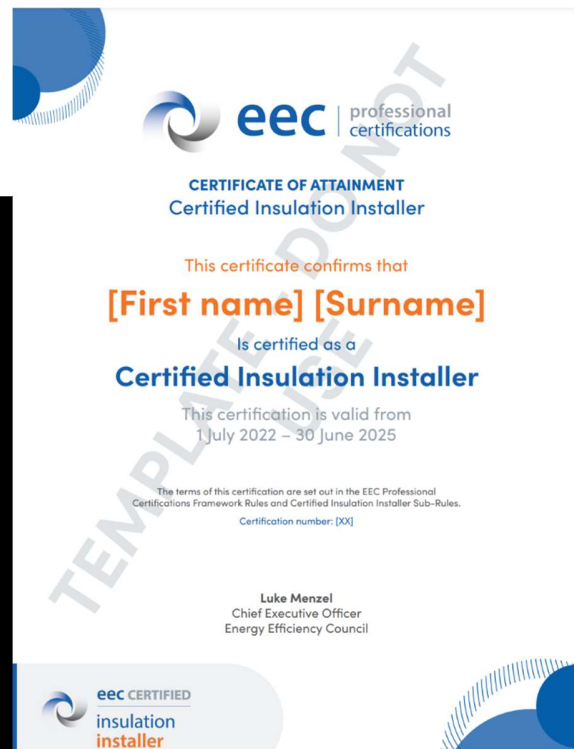 eec | professional
certifications
CERTIFICATE OF ATTAINMENT
Certified Insulation Installer
This certificate confirms that
[First name] [Surname]
Is certified as a
Certified Insulation Installer
This certification is valid from
1 July 2022 – 30 June 2025
The terms of this certification are set out in the EEC Professional
Certifications Framework Rules and Certified Insulation Installer Sub-Rules.
Certification number: [XX]
Luke Menzel
Chief Executive Officer
Energy Efficiency Council
eec CERTIFIED
insulation
installer
TEMPLATE - DO NOT
USE